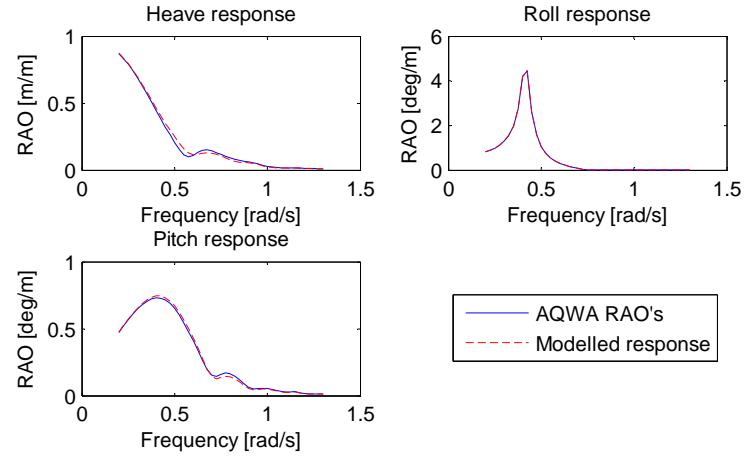 Heave response
1
0.5
0
RAO [m/m]
0
0.5
1
1.5
Frequency [rad/s]
Roll response
6
4
2
0
RAO [deg/m]
0
0.5
1
1.5
Frequency [rad/s]
Pitch response
1
0.5
0
RAO [deg/m]
0
0.5
1
1.5
Frequency [rad/s]
AQWA RAO's
Modelled response